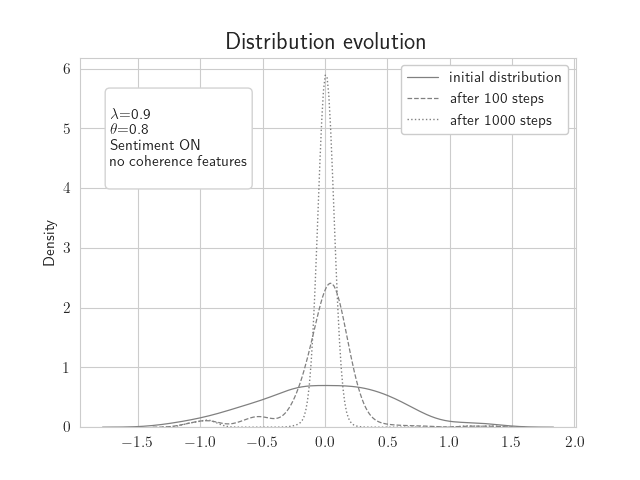 Distribution evolution
6
5
4
3
2
1
0
Density
λ=0.9
θ=0.8
Sentiment ON
no coherence features
initial distribution
after 100 steps
after 1000 steps
−1.5 −1.0 −0.5 0.0 0.5 1.0 1.5 2.0